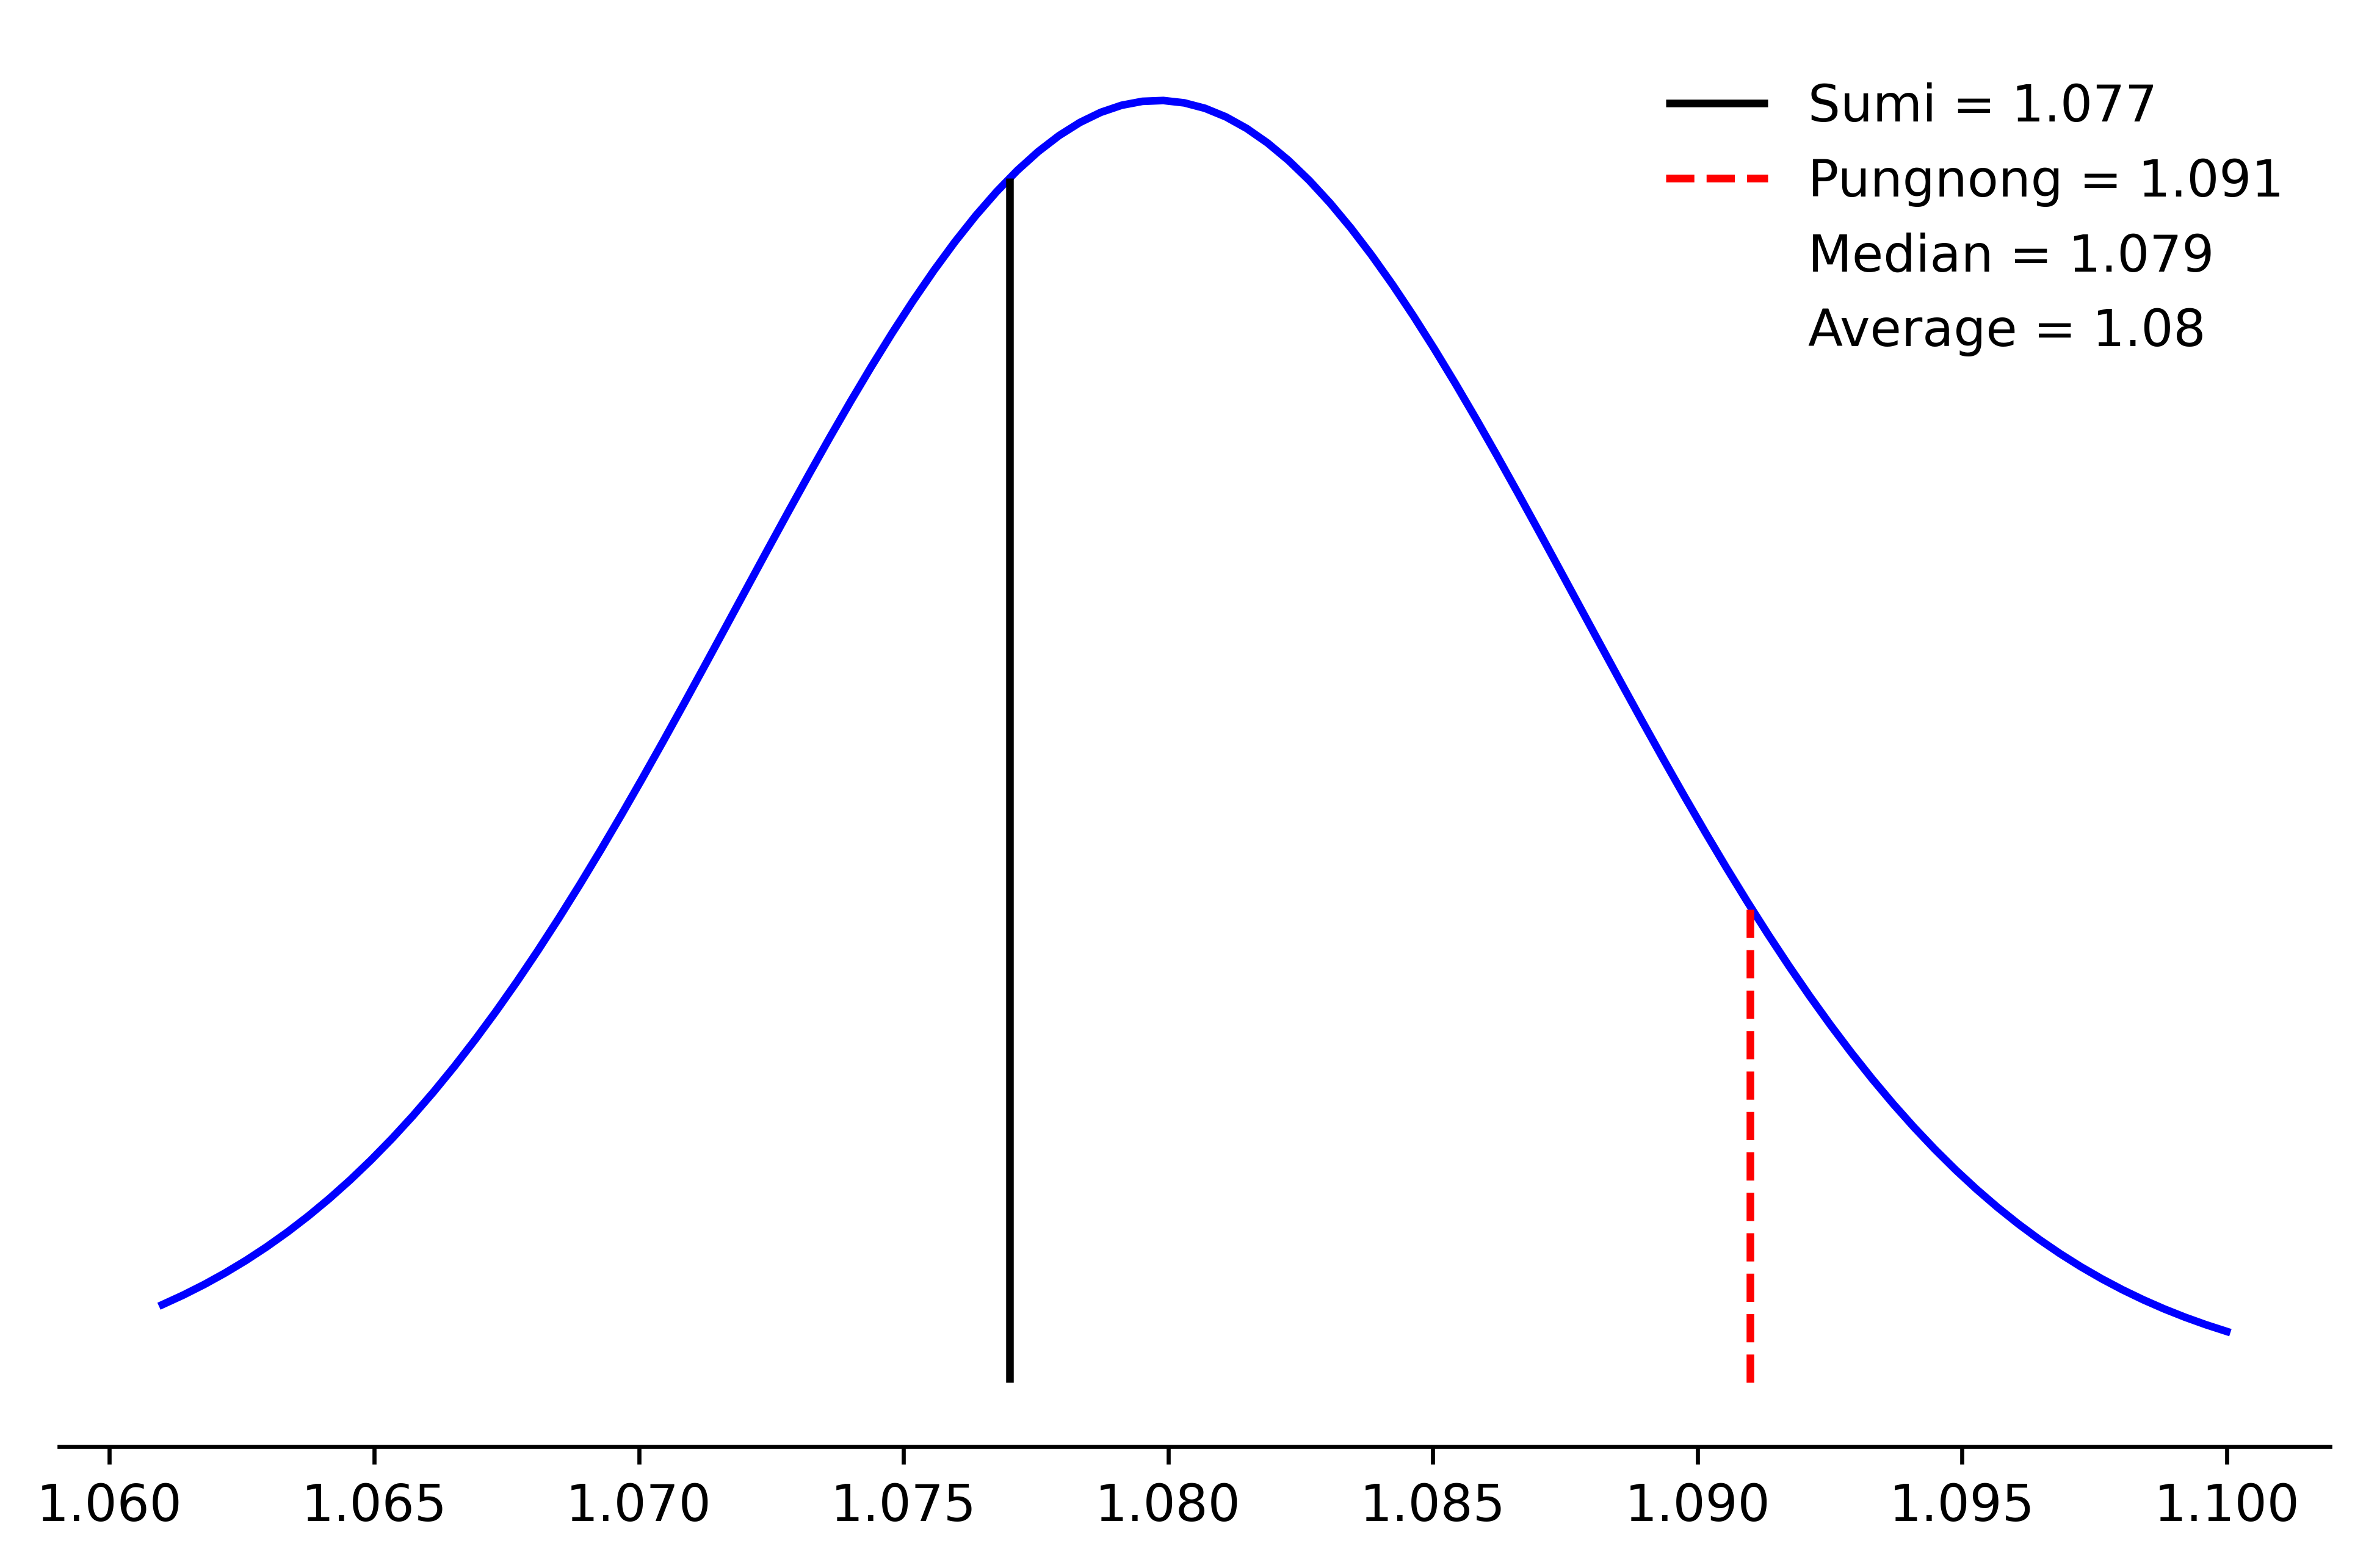 Sumi = 1.077
Pungnong = 1.091
Median = 1.079
Average = 1.08
1.060 1.065 1.070 1.075 1.080 1.085 1.090 1.095 1.100